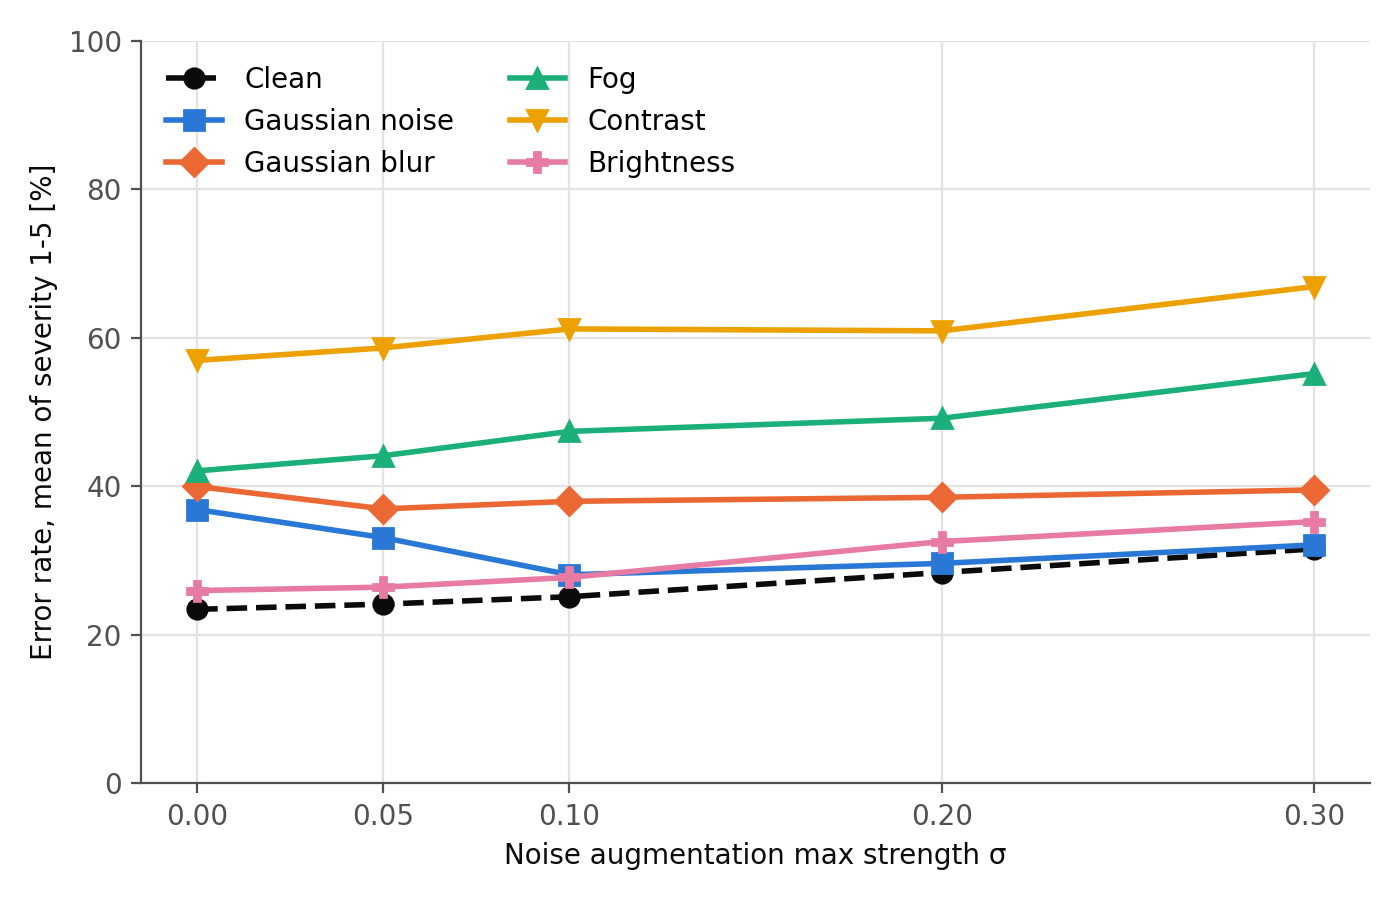 100
80
60
40
20
0
Error rate, mean of severity 1-5 [%]
Clean
Gaussian noise
Gaussian blur
Fog
Contrast
Brightness
0.00 0.05 0.10 0.20 0.30
Noise augmentation max strength σ